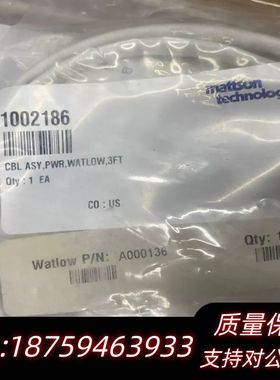 mattson
technology
1002186
CBL ASY,PWR,WATLOW,3FT
Qty : 1 EA
CO : US
Watlow P/N: A000136
Qty: 1
质量保
:18759463933
支持对公